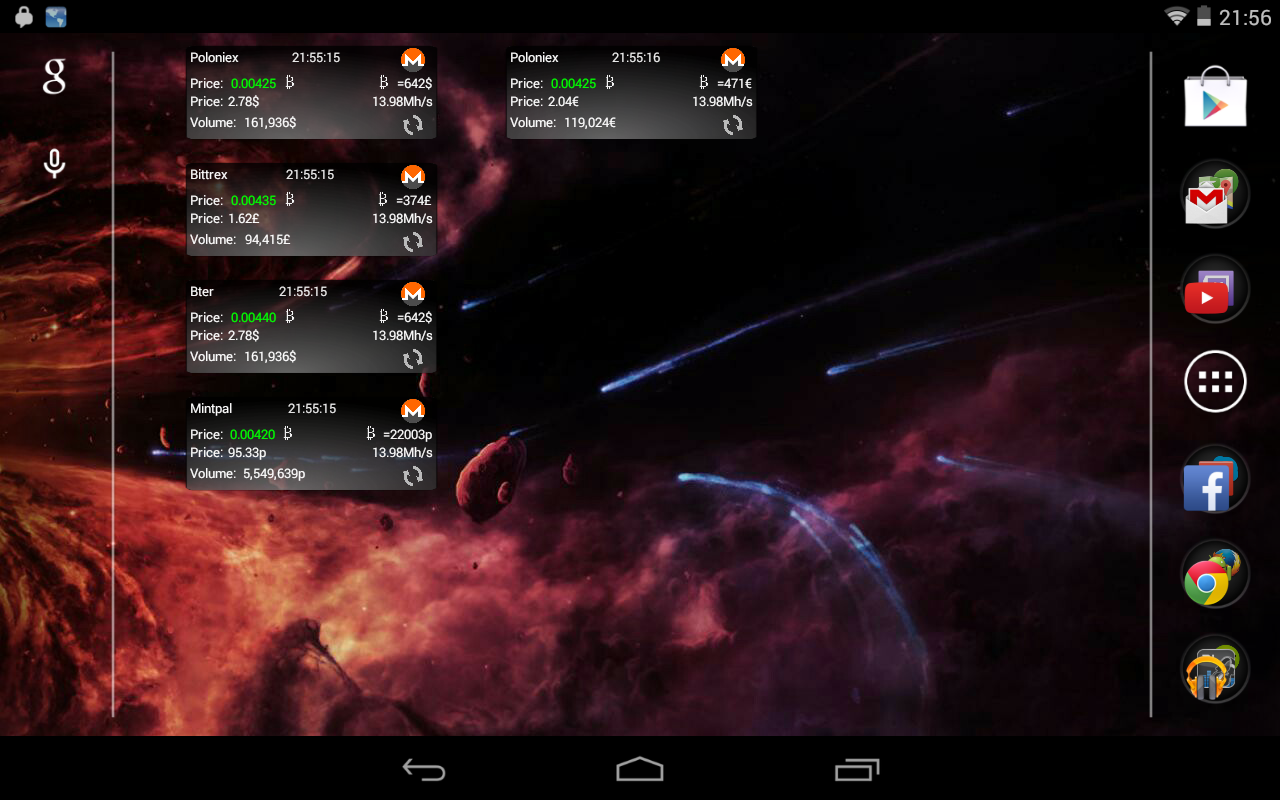 21:56
g
Poloniex 21:55:15
Price: 0.00425 ₿ ₿ =642$
Price: 2.78$ 13.98Mh/s
Volume: 161,936$
Poloniex 21:55:16
Price: 0.00425 ₿ ₿ =471€
Price: 2.04€ 13.98Mh/s
Volume: 119,024€
Bittrex 21:55:15
Price: 0.00435 ₿ ₿ =374£
Price: 1.62£ 13.98Mh/s
Volume: 94,415£
Bter 21:55:15
Price: 0.00440 ₿ ₿ =642$
Price: 2.78$ 13.98Mh/s
Volume: 161,936$
Mintpal 21:55:15
Price: 0.00420 ₿ ₿ =22003р
Price: 95.33р 13.98Mh/s
Volume: 5,549,639р